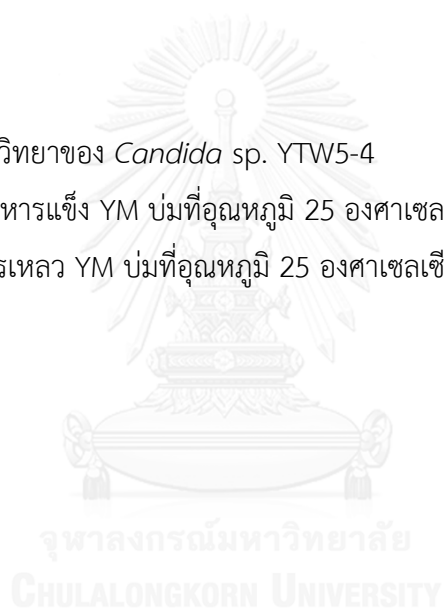 วิทยาของ Candida sp. YTW5-4
หารแข็ง YM บ่มที่อุณหภูมิ 25 องศาเซล
รเหลว YM บ่มที่อุณหภูมิ 25 องศาเซลเซี
จุฬาลงกรณ์มหาวิทยาลัย
CHULALONGKORN UNIVERSITY